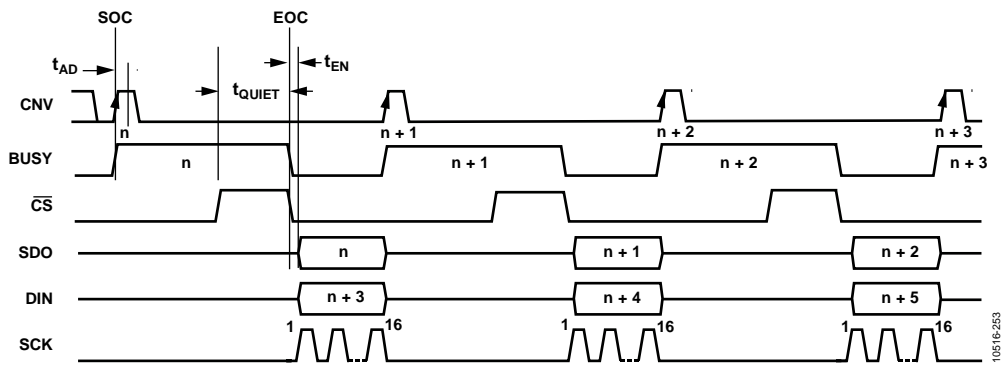 SOC EOC
tAD tEN
tQUIET
CNV
n n + 1 n + 2 n + 3
BUSY n n + 1 n + 2 n + 3
CS
SDO n n + 1 n + 2
DIN n + 3 n + 4 n + 5
1 16 1 16 1 16
SCK
10516-253